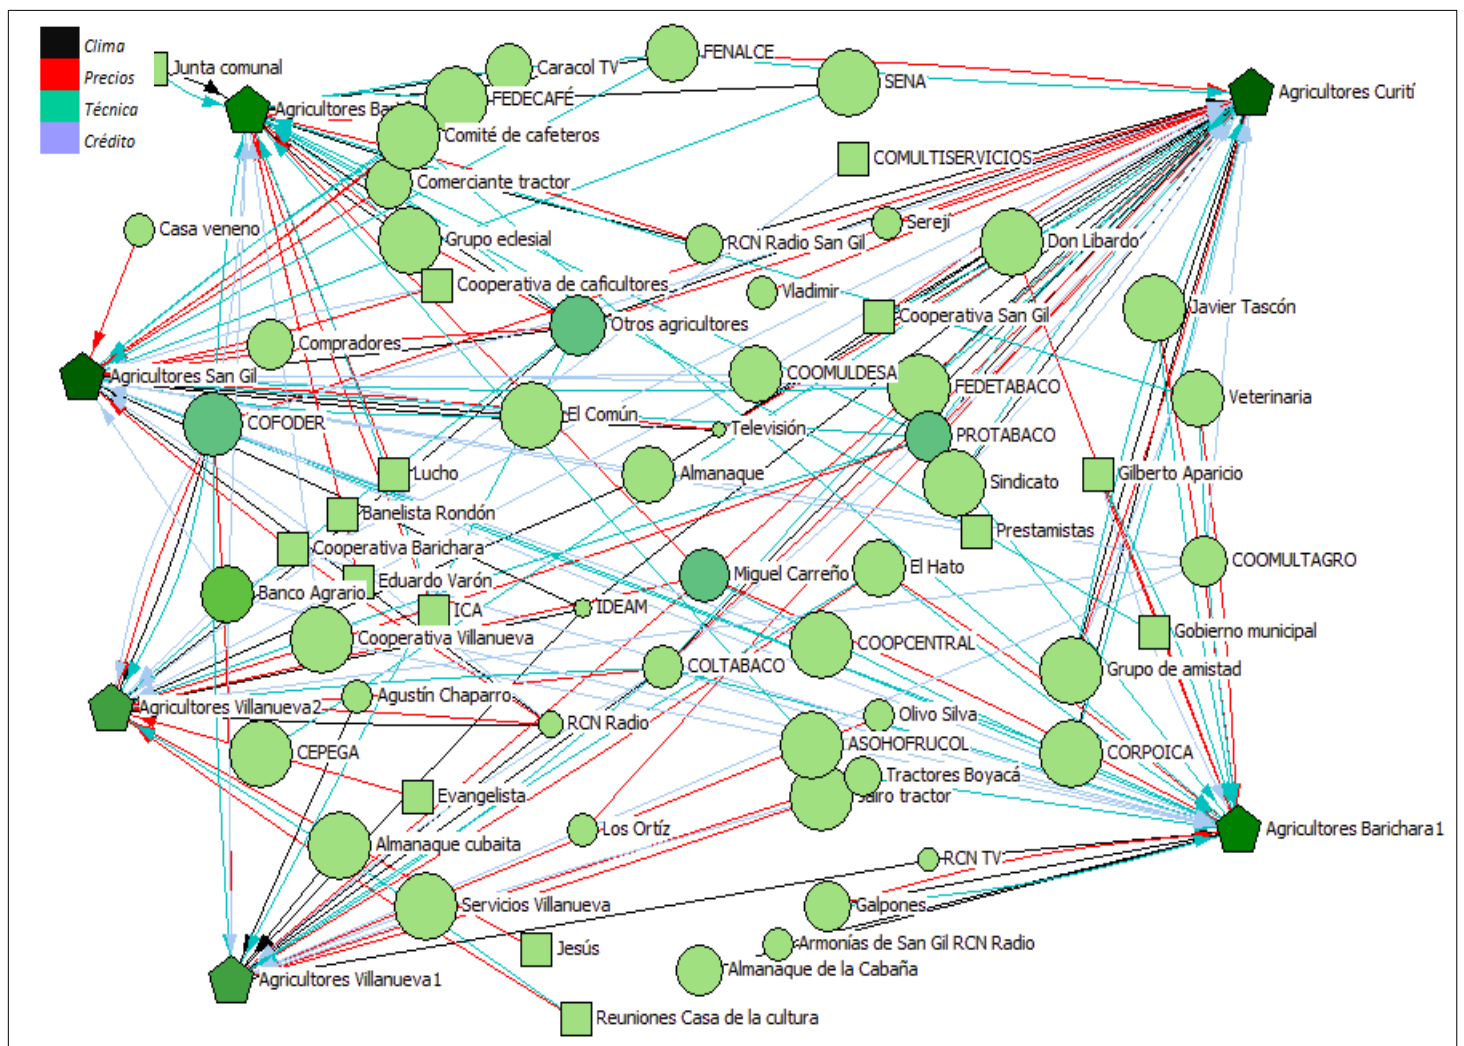 Clima
Precios
Técnica
Crédito
Junta comunal
Caracol TV
FENALCE
SENA
Agricultores Curití
FEDECAFÉ
Agricultores
Comité de cafeteros
COMULTISERVICIOS
Comerciante tractor
Casa veneno
Grupo eclesial
RCN Radio San Gil
Serejí
Don Libardo
Cooperativa de caficultores
Vladimir
Cooperativa San Gil
Javier Tascón
Otros agricultores
Compradores
Agricultores San Gil
COOMULDESA
FEDETABACO
Veterinaria
COFODER
El Común
Televisión
PROTABACO
Lucho
Almanaque
Sindicato
Gilberto Aparicio
Banelista Rondón
Prestamistas
Cooperativa Barichara
COOMULTAGRO
Eduardo Varón
Miguel Carreño
El Hato
Banco Agrario
ICA
IDEAM
Gobierno municipal
Cooperativa Villanueva
COOPCENTRAL
COLTABACO
Grupo de amistad
Agustín Chaparro
Agricultores Villanueva2
RCN Radio
Olivo Silva
CEPEGA
ASOHOFRUCOL
CORPOICA
Tractores Boyacá
Evangelista
tractor
Los Ortíz
Agricultores Barichara1
Almanaque cubaita
RCN TV
Servicios Villanueva
Galpones
Jesús
Armonías de San Gil RCN Radio
Almanaque de la Cabaña
Agricultores Villanueva1
Reuniones Casa de la cultura